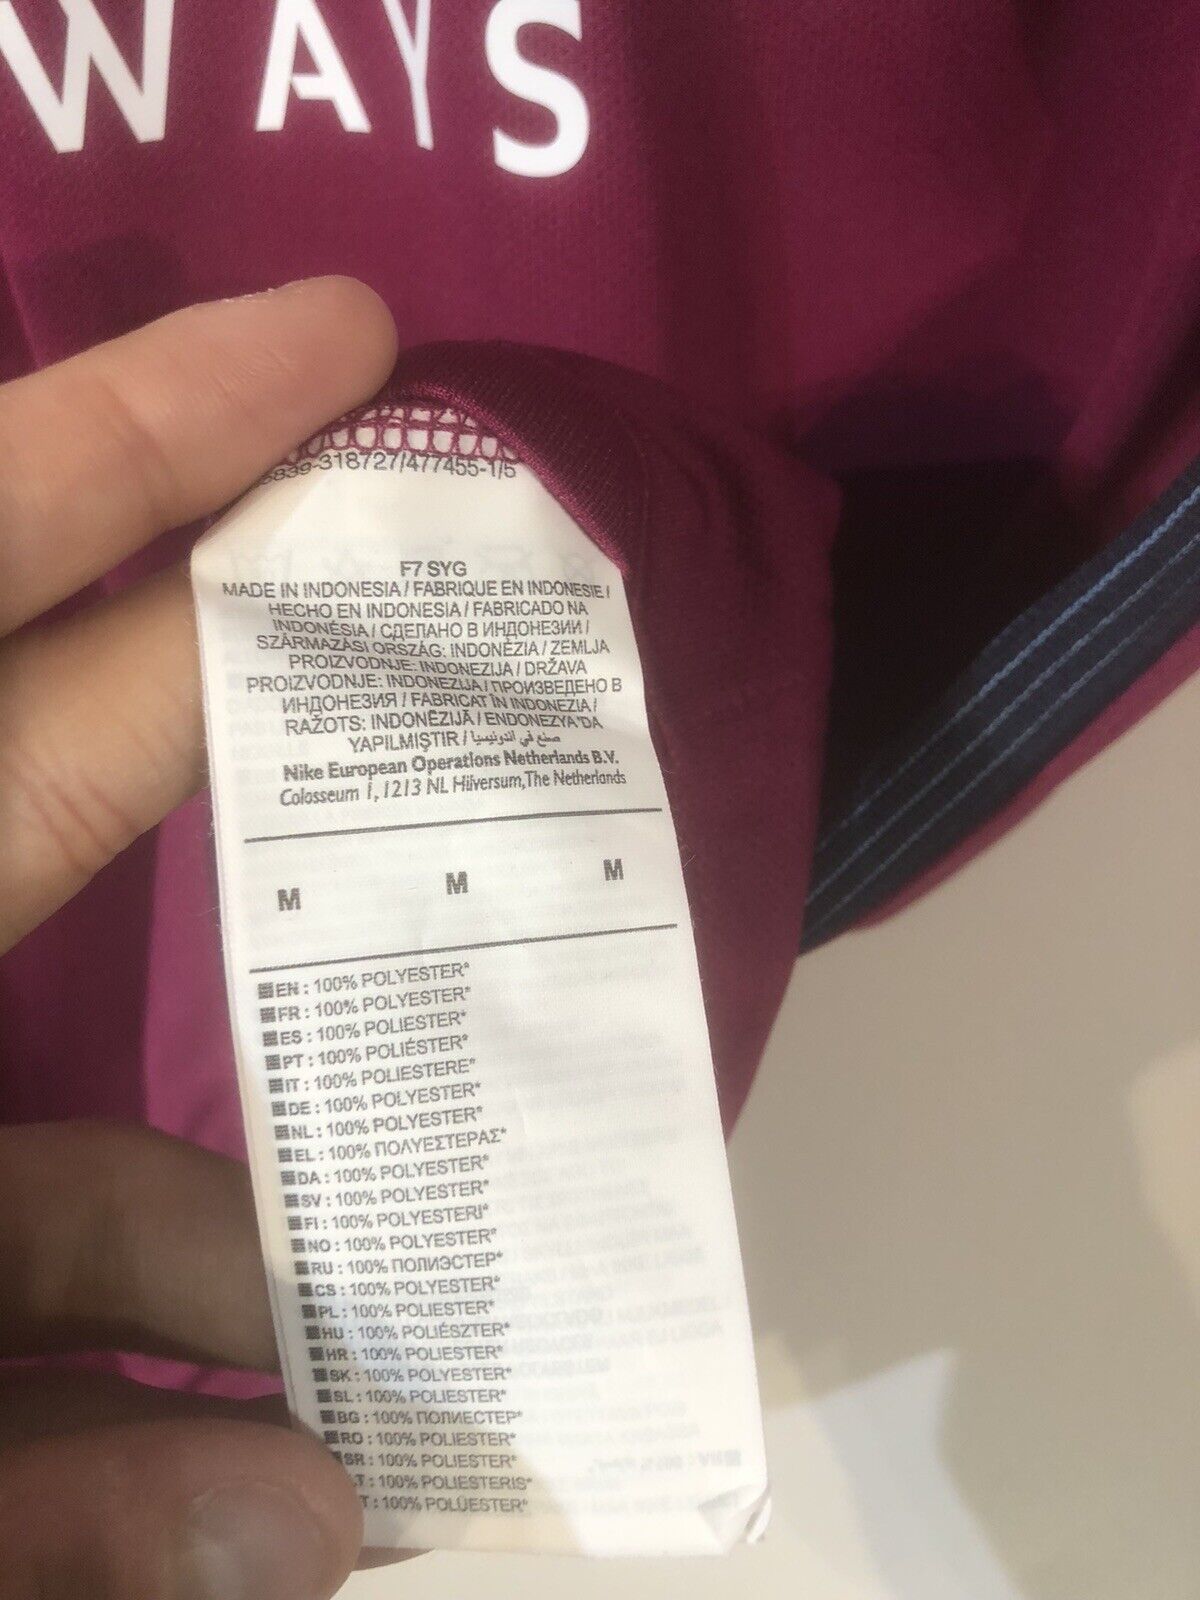 WAYS
5839-318727/477455-1/5
F7 SYG
MADE IN INDONESIA / FABRIQUE EN INDONESIE /
HECHO EN INDONESIA / FABRICADO NA
INDONÉSIA / СДЕЛАНО В ИНДОНЕЗИИ /
SZÁRMAZÁSI ORSZÁG: INDONÉZIA / ZEMLJA
PROIZVODNJE: INDONEZIJA / DRŽAVA
PROIZVODNJE: INDONEZIJA / ПРОИЗВЕДЕНО В
ИНДОНЕЗИЯ / FABRICAT ÎN INDONEZIA /
RAŽOTS: INDONĒZIJĀ / ENDONEZYA'DA
YAPILMIŞTIR / صنع في اندونيسيا
Nike European Operations Netherlands B.V.
Colosseum 1, 1213 NL Hilversum, The Netherlands
M M M
EN : 100% POLYESTER*
FR : 100% POLYESTER*
ES : 100% POLIESTER*
PT : 100% POLIÉSTER*
IT : 100% POLIESTERE*
DE : 100% POLYESTER*
NL : 100% POLYESTER*
EL : 100% ΠΟΛΥΕΣΤΕΡΑΣ*
DA : 100% POLYESTER*
SV : 100% POLYESTER*
FI : 100% POLYESTERI*
NO : 100% POLYESTER*
RU : 100% ПОЛИЭСТЕР*
CS : 100% POLYESTER*
PL : 100% POLIESTER*
HU : 100% POLIÉSZTER*
HR : 100% POLIESTER*
SK : 100% POLYESTER*
SL : 100% POLIESTER*
BG : 100% ПОЛИЕСТЕР*
RO : 100% POLIESTER*
SR : 100% POLIESTER*
LT : 100% POLIESTERIS*
T : 100% POLÜESTER*